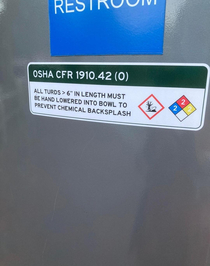 RESTROOM
OSHA CFR 1910.42 (O)
ALL TURDS > 6" IN LENGTH MUST
BE HAND LOWERED INTO BOWL TO
PREVENT CHEMICAL BACKSPLASH
2
2